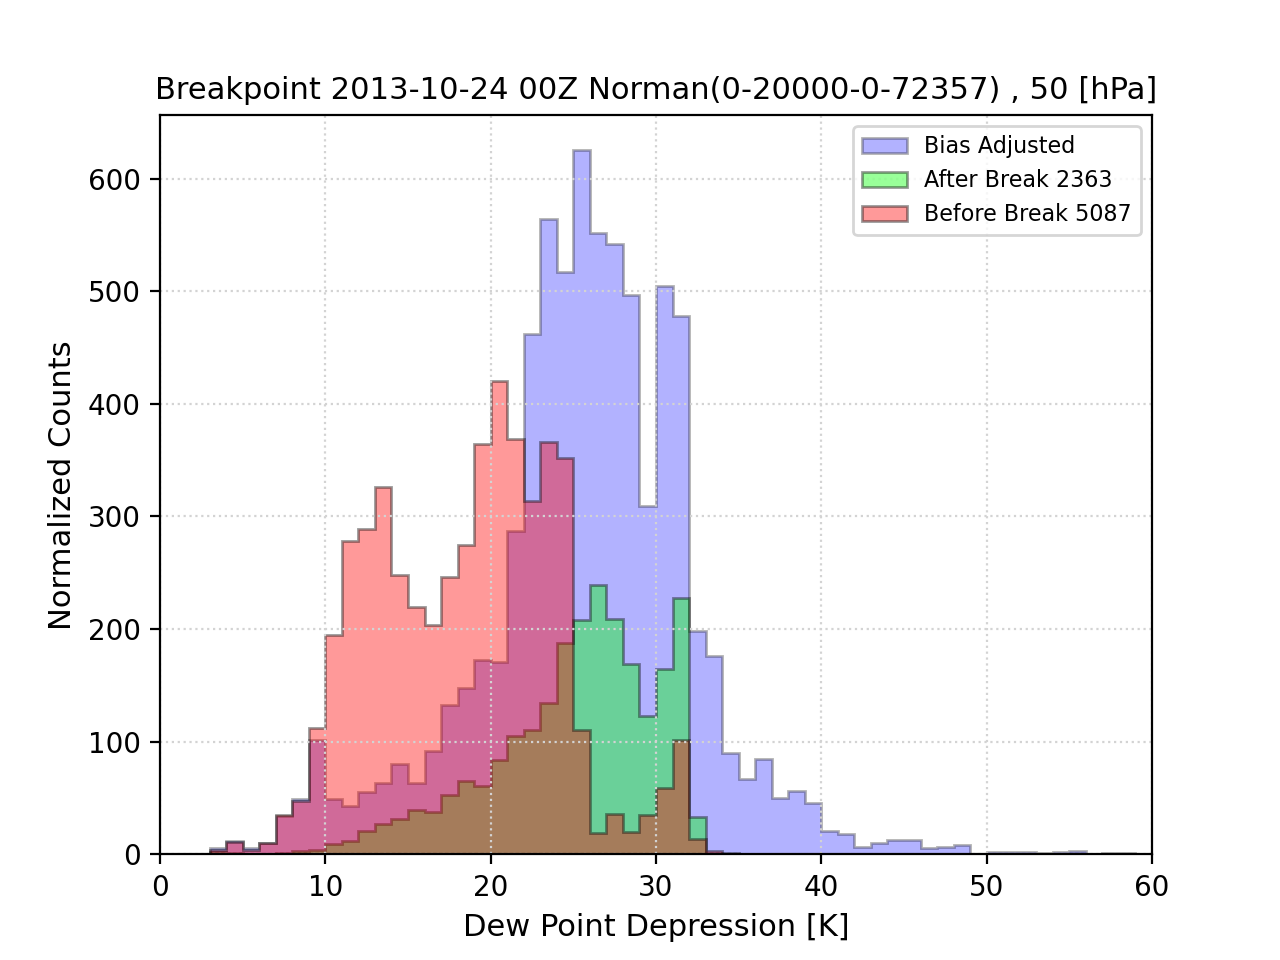 Breakpoint 2013-10-24 00Z Norman(0-20000-0-72357) , 50 [hPa]
Bias Adjusted
After Break 2363
Before Break 5087
600
500
400
300
200
100
0
Normalized Counts
0 10 20 30 40 50 60
Dew Point Depression [K]